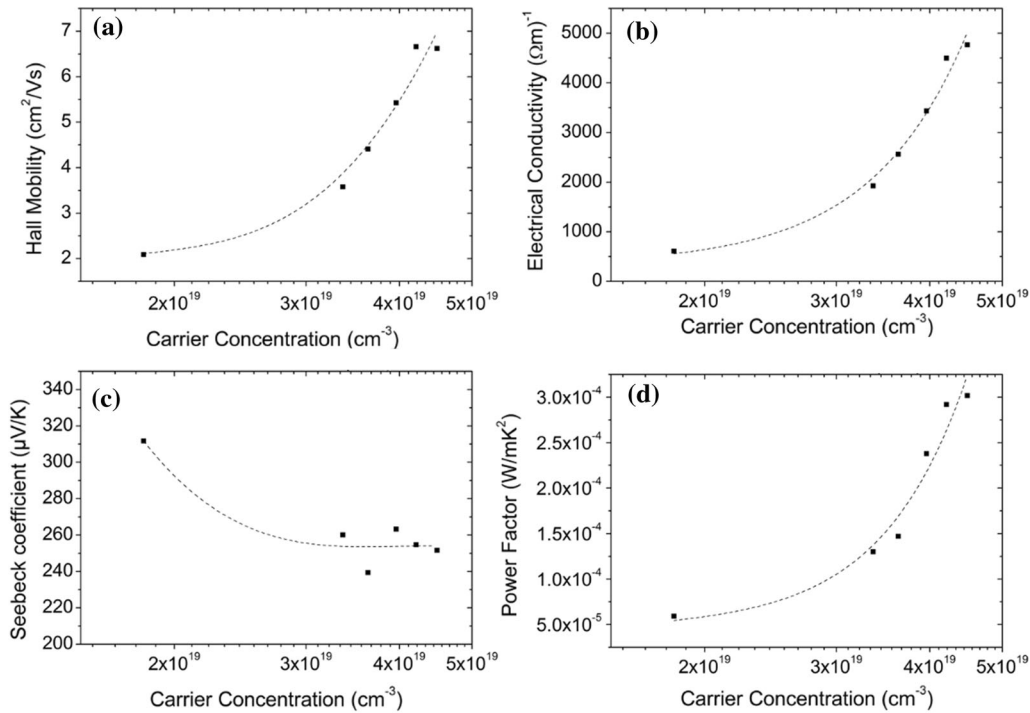 (a)
7
6
5
4
3
2
Hall Mobility (cm²/Vs)
2x10¹⁹ 3x10¹⁹ 4x10¹⁹ 5x10¹⁹
Carrier Concentration (cm⁻³)
(b)
5000
4000
3000
2000
1000
0
Electrical Conductivity (Ωm)⁻¹
2x10¹⁹ 3x10¹⁹ 4x10¹⁹ 5x10¹⁹
Carrier Concentration (cm⁻³)
(c)
340
320
300
280
260
240
220
200
Seebeck coefficient (µV/K)
2x10¹⁹ 3x10¹⁹ 4x10¹⁹ 5x10¹⁹
Carrier Concentration (cm⁻³)
(d)
3.0x10⁻⁴
2.5x10⁻⁴
2.0x10⁻⁴
1.5x10⁻⁴
1.0x10⁻⁴
5.0x10⁻⁵
Power Factor (W/mK²)
2x10¹⁹ 3x10¹⁹ 4x10¹⁹ 5x10¹⁹
Carrier Concentration (cm⁻³)